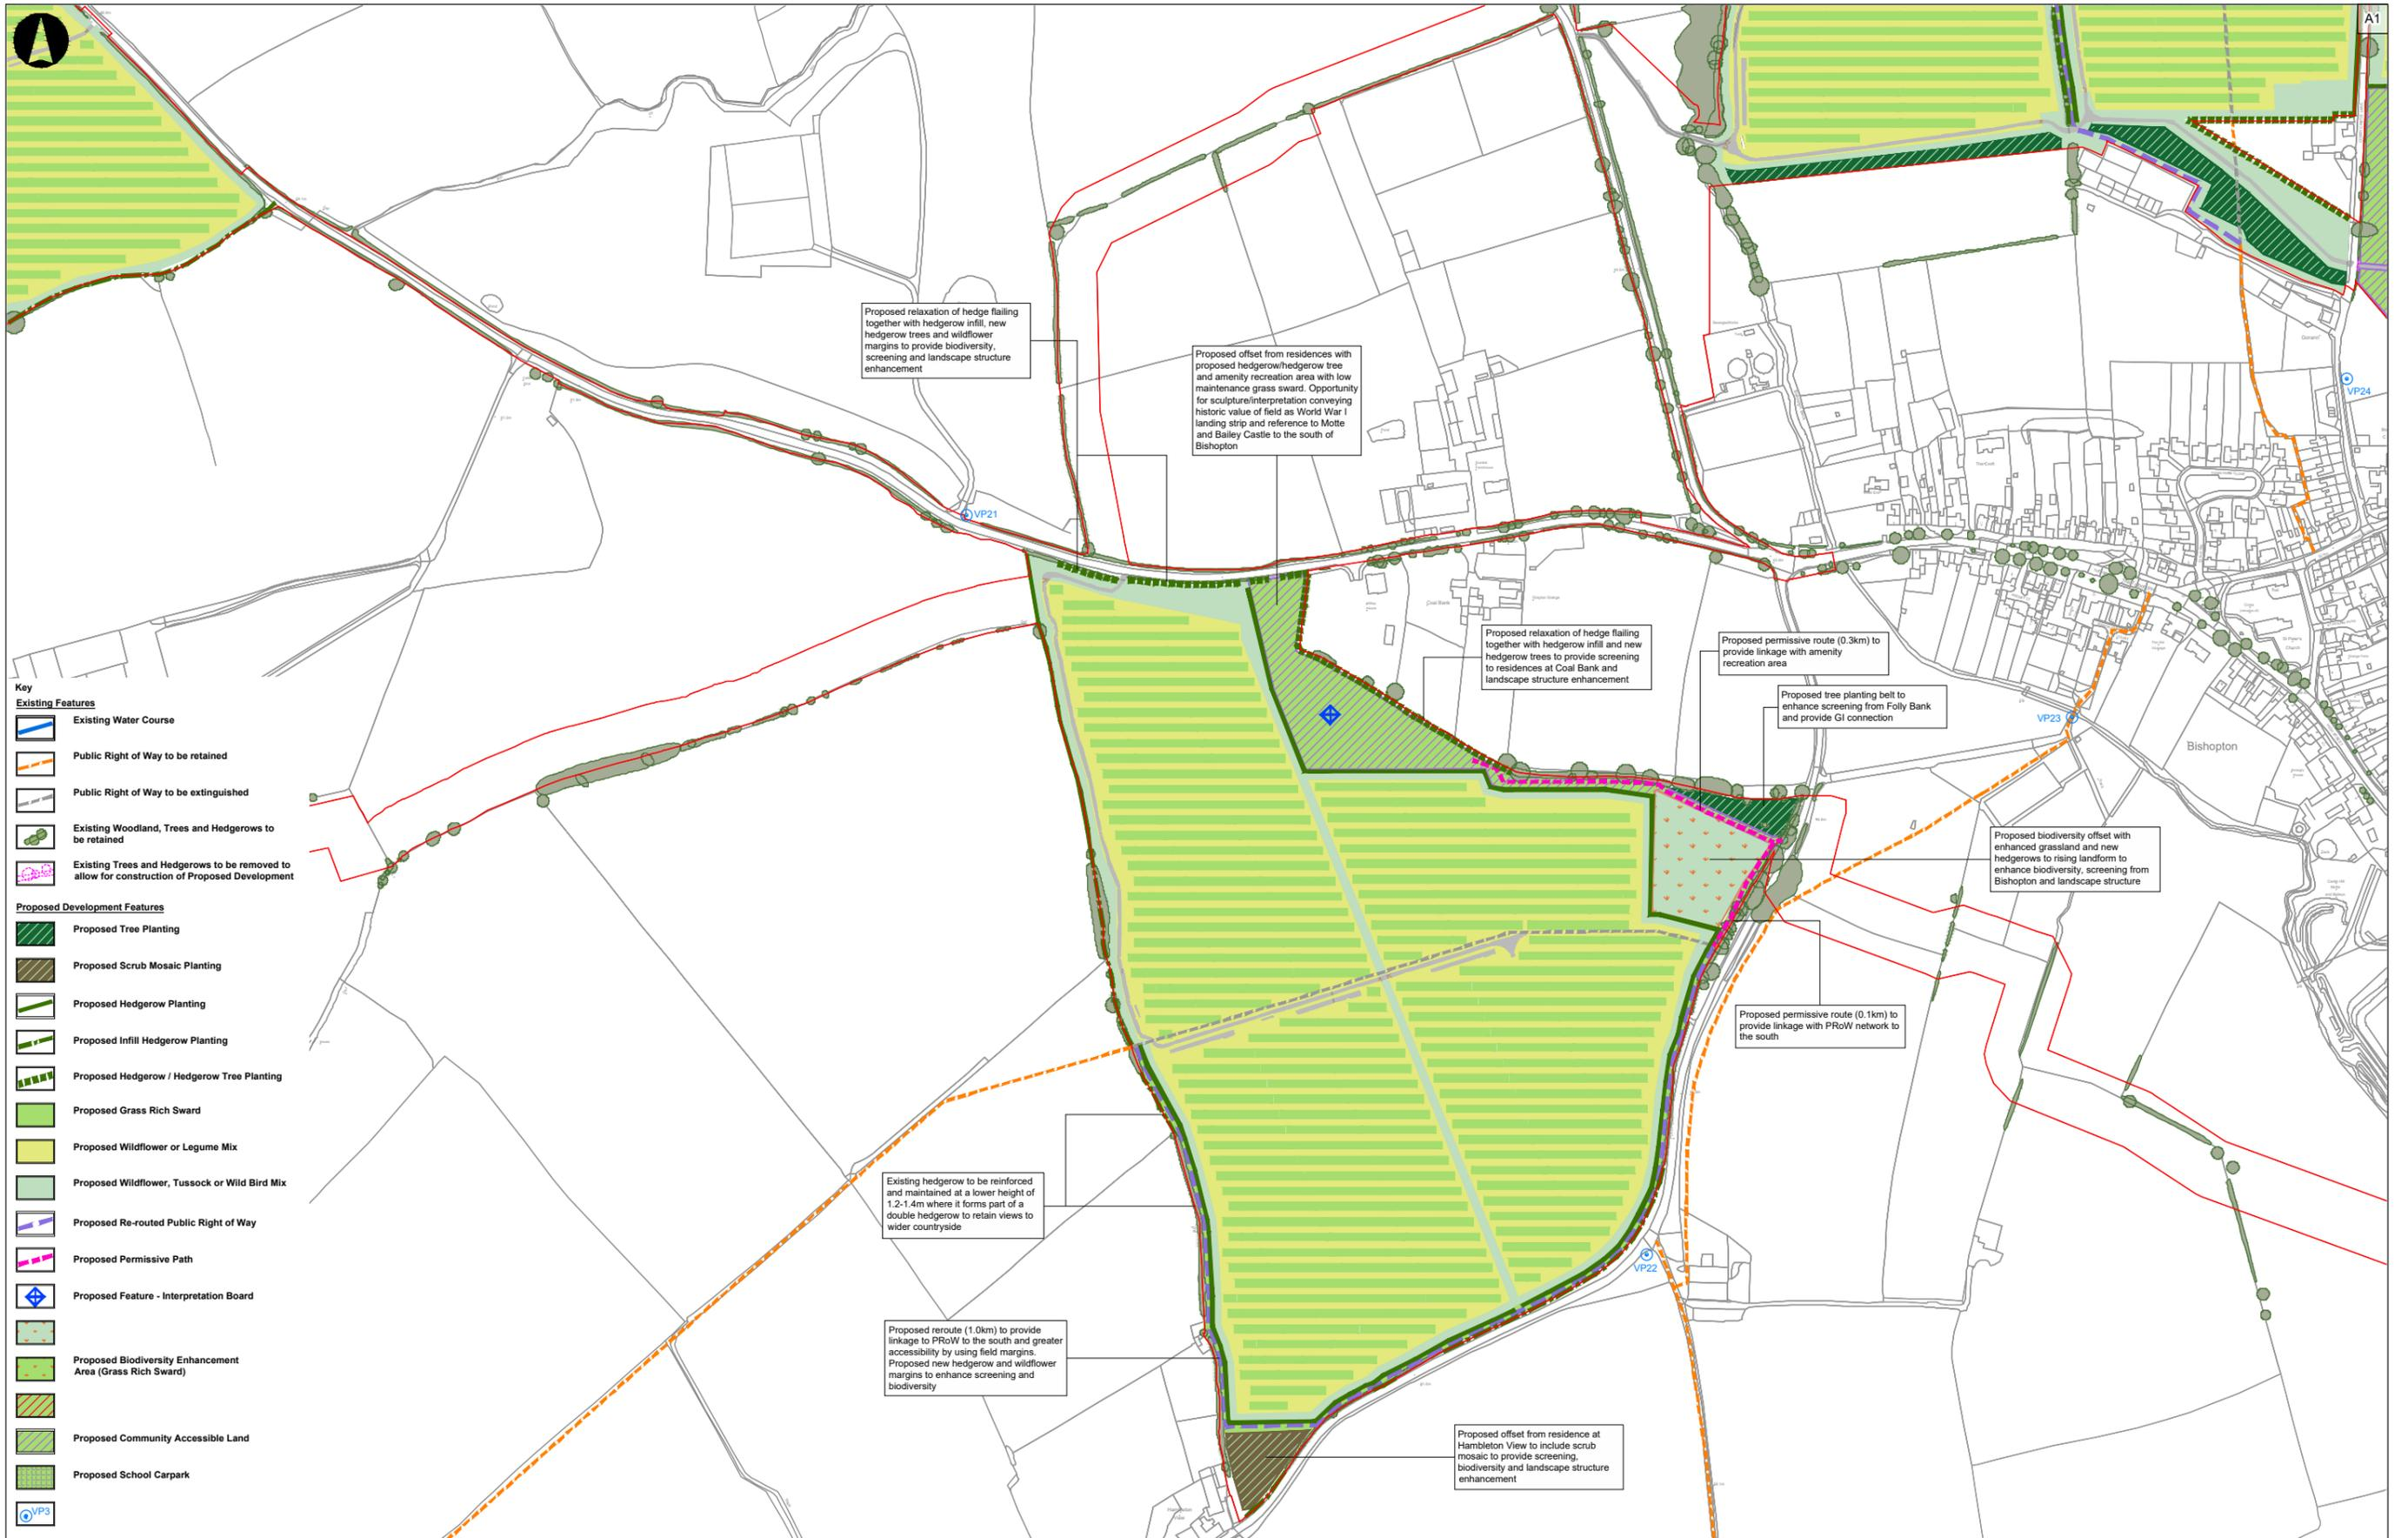 A1
Proposed relaxation of hedge flailing
together with hedgerow infill, new
hedgerow trees and wildflower
margins to provide biodiversity,
screening and landscape structure
enhancement
Proposed offset from residences with
proposed hedgerow/hedgerow tree
and amenity recreation area with low
maintenance grass sward. Opportunity
for sculpture/interpretation conveying
historic value of field as World War I
landing strip and reference to Motte
and Bailey Castle to the south of
Bishopton
VP24
VP21
Coal Bank
Proposed relaxation of hedge flailing
together with hedgerow infill and new
hedgerow trees to provide screening
to residences at Coal Bank and
landscape structure enhancement
Proposed permissive route (0.3km) to
provide linkage with amenity
recreation area
Proposed tree planting belt to
enhance screening from Folly Bank
and provide GI connection
VP23
Bishopton
Proposed biodiversity offset with
enhanced grassland and new
hedgerows to rising landform to
enhance biodiversity, screening from
Bishopton and landscape structure
Proposed permissive route (0.1km) to
provide linkage with PRoW network to
the south
Existing hedgerow to be reinforced
and maintained at a lower height of
1.2-1.4m where it forms part of a
double hedgerow to retain views to
wider countryside
VP22
Proposed reroute (1.0km) to provide
linkage to PRoW to the south and greater
accessibility by using field margins.
Proposed new hedgerow and wildflower
margins to enhance screening and
biodiversity
Proposed offset from residence at
Hambleton View to include scrub
mosaic to provide screening,
biodiversity and landscape structure
enhancement
Hambleton
View
Key
Existing Features
Existing Water Course
Public Right of Way to be retained
Public Right of Way to be extinguished
Existing Woodland, Trees and Hedgerows to
be retained
Existing Trees and Hedgerows to be removed to
allow for construction of Proposed Development
Proposed Development Features
Proposed Tree Planting
Proposed Scrub Mosaic Planting
Proposed Hedgerow Planting
Proposed Infill Hedgerow Planting
Proposed Hedgerow / Hedgerow Tree Planting
Proposed Grass Rich Sward
Proposed Wildflower or Legume Mix
Proposed Wildflower, Tussock or Wild Bird Mix
Proposed Re-routed Public Right of Way
Proposed Permissive Path
Proposed Feature - Interpretation Board
Proposed Biodiversity Enhancement
Area (Grass Rich Sward)
Proposed Community Accessible Land
Proposed School Carpark
VP3